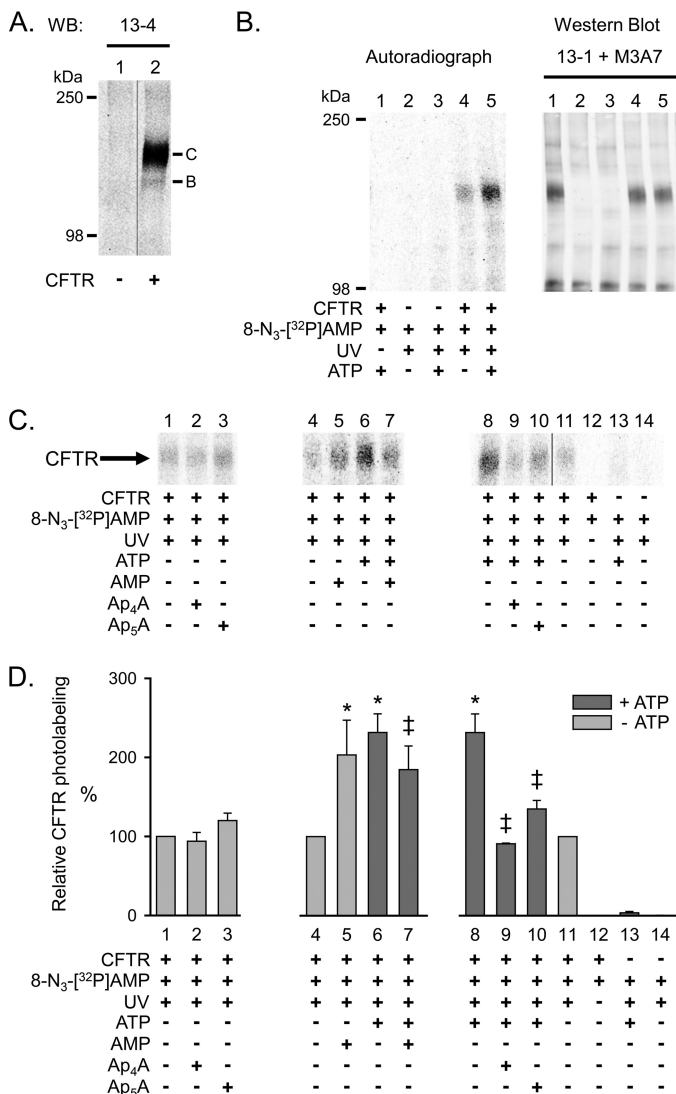 A.
WB: 13-4
1 2
kDa
250
C
B
98
CFTR - +
B.
Autoradiograph
Western Blot
13-1 + M3A7
kDa 1 2 3 4 5 1 2 3 4 5
250
98
CFTR + - - + +
8-N3-[32P]AMP + + + + +
UV - + + + +
ATP + - + - +
C.
1 2 3 4 5 6 7 8 9 10 11 12 13 14
CFTR
CFTR + + + + + + + + + + + + - -
8-N3-[32P]AMP + + + + + + + + + + + + + +
UV + + + + + + + + + + + - + +
ATP - - - - - + + + + + - - + -
AMP - - - - + - + - - - - - - -
Ap4A - + - - - - - - + - - - - -
Ap5A - - + - - - - - - + - - - -
D.
Relative CFTR photolabeling
%
300
200
100
0
* * ‡ * ‡ ‡
+ ATP
- ATP
1 2 3 4 5 6 7 8 9 10 11 12 13 14
CFTR + + + + + + + + + + + + - -
8-N3-[32P]AMP + + + + + + + + + + + + + +
UV + + + + + + + + + + + - + +
ATP - - - - - + + + + + - - + -
AMP - - - - + - + - - - - - - -
Ap4A - + - - - - - - + - - - - -
Ap5A - - + - - - - - - + - - - -